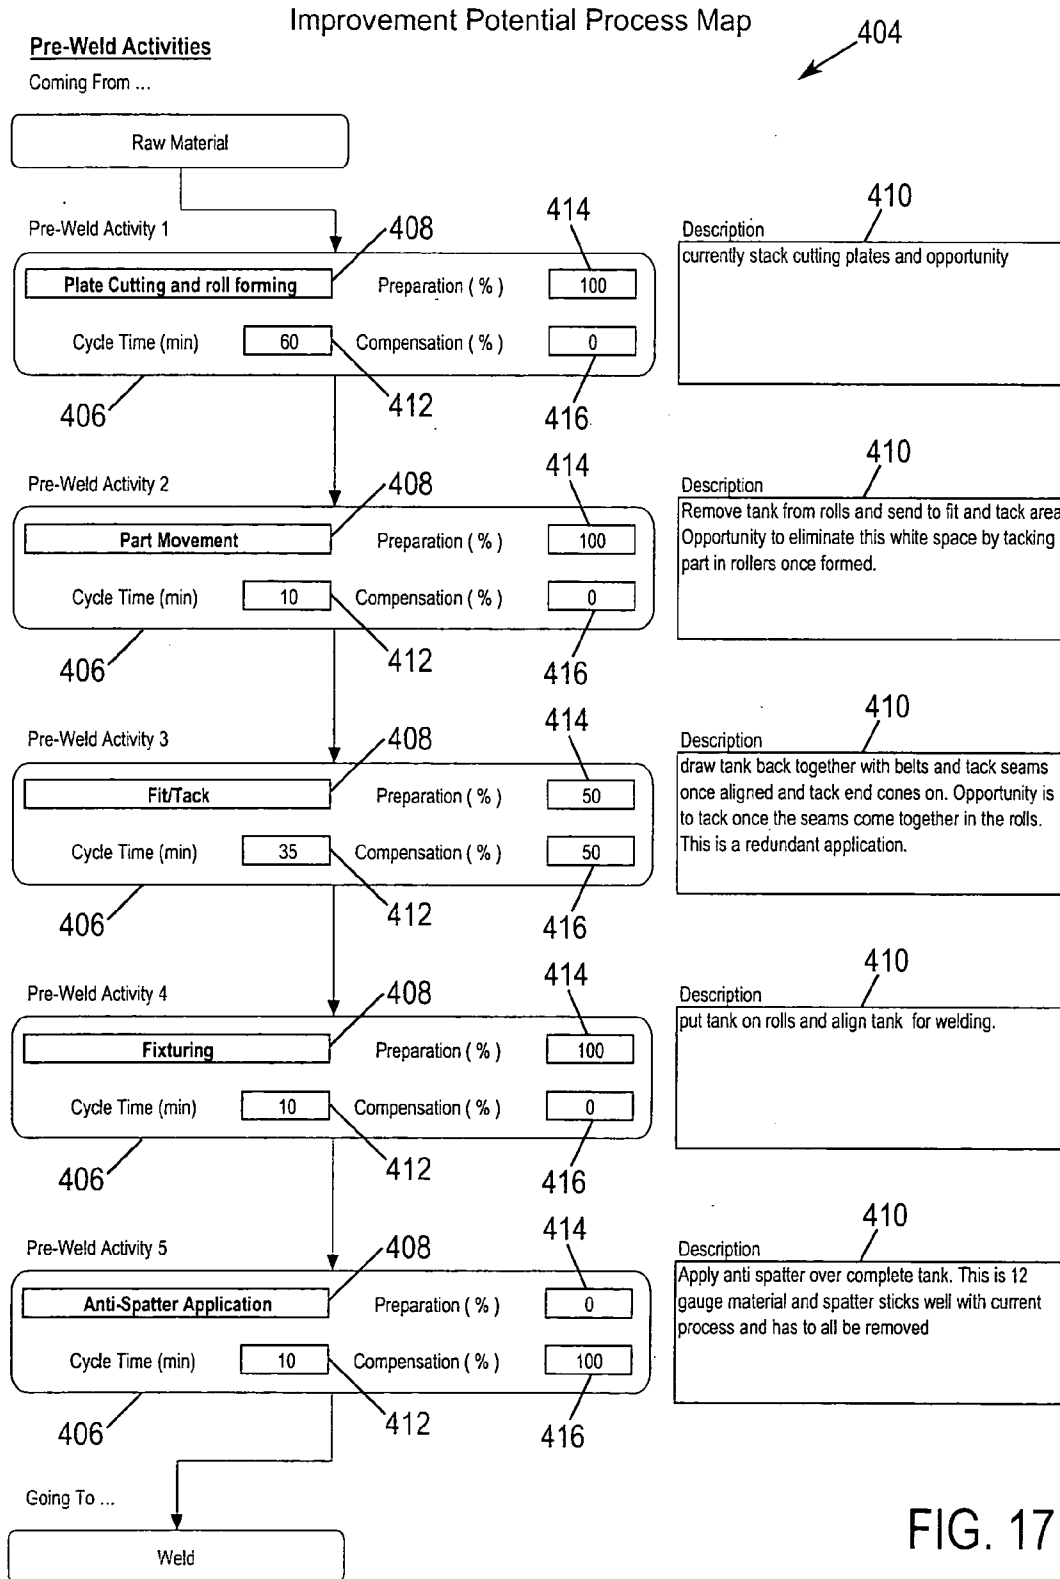 Improvement Potential Process Map
404
Pre-Weld Activities
Coming From ...
Raw Material
Pre-Weld Activity 1
408
414
410
Description
Plate Cutting and roll forming
Preparation ( % )
100
currently stack cutting plates and opportunity
Cycle Time (min)
60
Compensation ( % )
0
406
412
416
Pre-Weld Activity 2
408
414
410
Description
Part Movement
Preparation ( % )
100
Remove tank from rolls and send to fit and tack area
Opportunity to eliminate this white space by tacking
part in rollers once formed.
Cycle Time (min)
10
Compensation ( % )
0
406
412
416
Pre-Weld Activity 3
408
414
410
Description
Fit/Tack
Preparation ( % )
50
draw tank back together with belts and tack seams
once aligned and tack end cones on. Opportunity is
to tack once the seams come together in the rolls.
This is a redundant application.
Cycle Time (min)
35
Compensation ( % )
50
406
412
416
Pre-Weld Activity 4
408
414
410
Description
Fixturing
Preparation ( % )
100
put tank on rolls and align tank for welding.
Cycle Time (min)
10
Compensation ( % )
0
406
412
416
Pre-Weld Activity 5
408
414
410
Description
Anti-Spatter Application
Preparation ( % )
0
Apply anti spatter over complete tank. This is 12
gauge material and spatter sticks well with current
process and has to all be removed
Cycle Time (min)
10
Compensation ( % )
100
406
412
416
Going To ...
Weld
FIG. 17